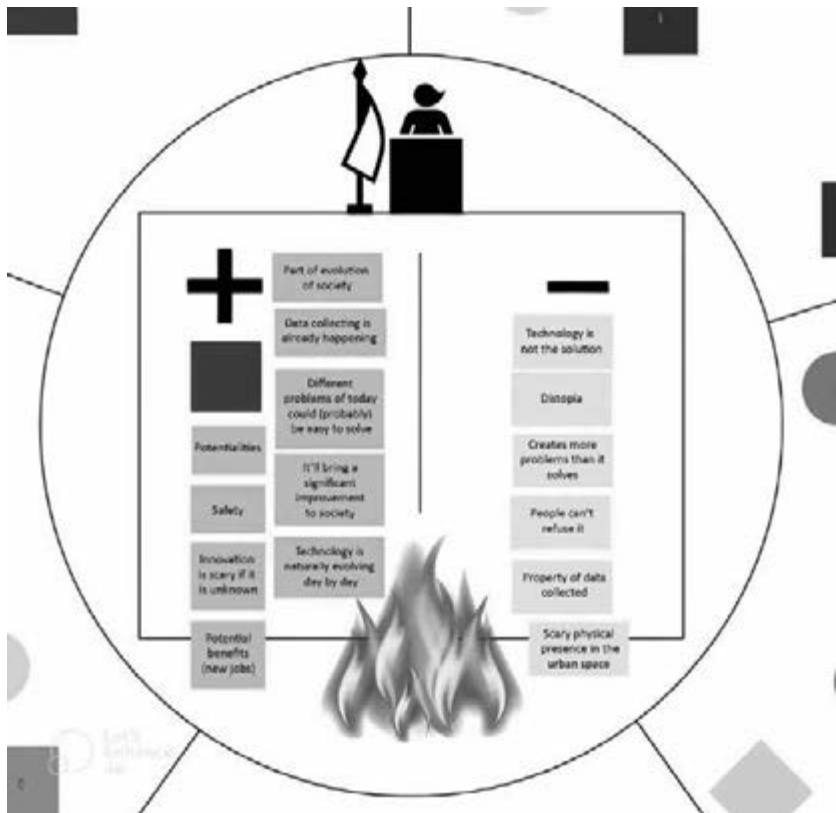 Part of evolution
of society
Data collecting is
already happening
Different
problems of today
could (probably)
be easy to solve
Potentialities
It'll bring a
significant
improvement
to society
Safety
Innovation
is scary if it
is unknown
Technology is
naturally evolving
day by day
Potential
benefits
(new jobs)
Technology is
not the solution
Distopia
Creates more
problems than it
solves
People can't
refuse it
Property of data
collected
Scary physical
presence in the
urban space
Let's
Enhance